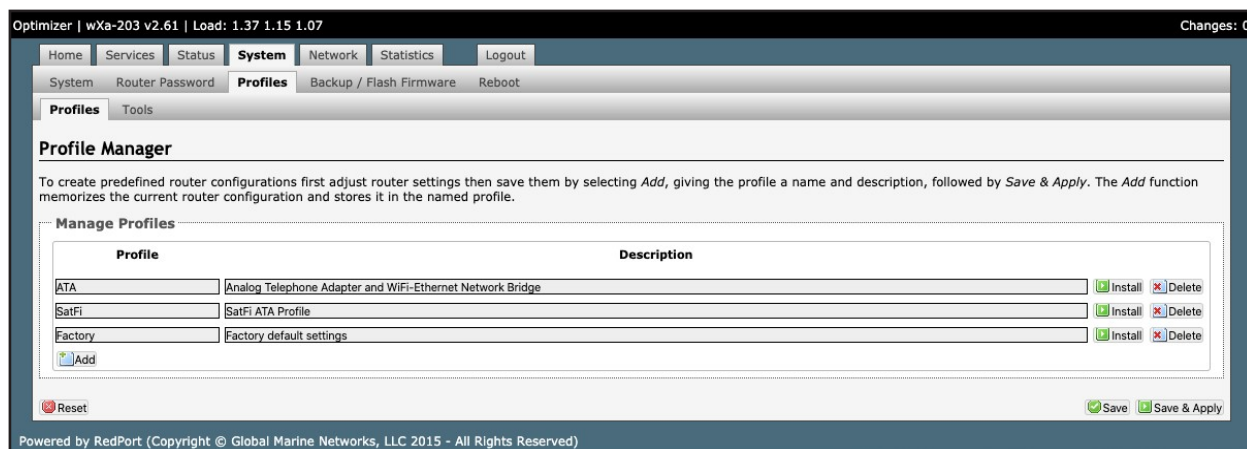 Optimizer | wXa-203 v2.61 | Load: 1.37 1.15 1.07 Changes: 0
Home Services Status System Network Statistics Logout
System Router Password Profiles Backup / Flash Firmware Reboot
Profiles Tools
Profile Manager
To create predefined router configurations first adjust router settings then save them by selecting Add, giving the profile a name and description, followed by Save & Apply. The Add function
memorizes the current router configuration and stores it in the named profile.
Manage Profiles
Profile Description
ATA Analog Telephone Adapter and WiFi-Ethernet Network Bridge Install Delete
SatFi SatFi ATA Profile Install Delete
Factory Factory default settings Install Delete
Add
Reset Save Save & Apply
Powered by RedPort (Copyright © Global Marine Networks, LLC 2015 - All Rights Reserved)